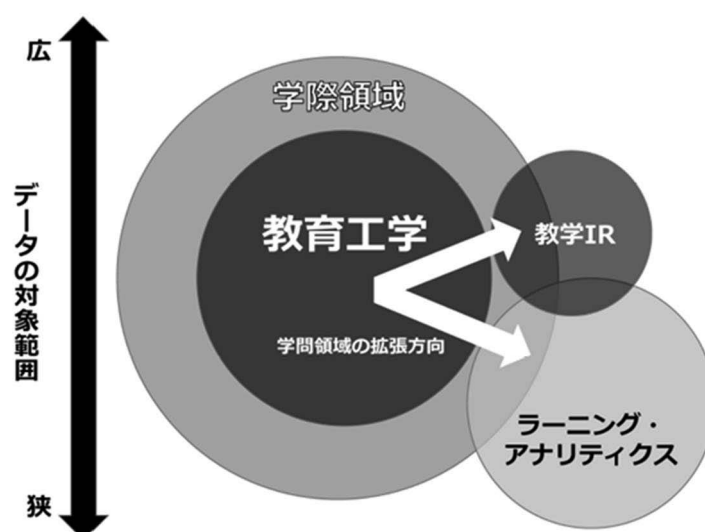 広
データの対象範囲
狭
学際領域
教育工学
学問領域の拡張方向
教学IR
ラーニング・
アナリティクス